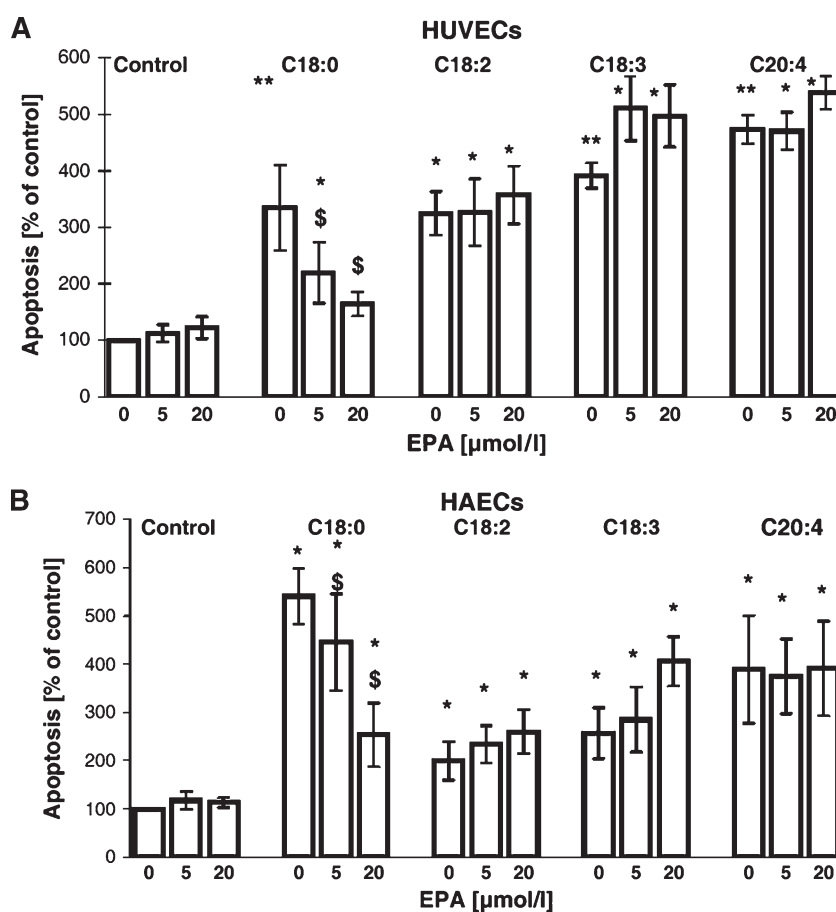 A
HUVECs
Control C18:0 C18:2 C18:3 C20:4
600
500
400
300
200
100
0
Apoptosis [% of control]
** * $ $ * * * ** * * ** * *
0 5 20 0 5 20 0 5 20 0 5 20 0 5 20
EPA [µmol/l]
B
HAECs
Control C18:0 C18:2 C18:3 C20:4
700
600
500
400
300
200
100
0
Apoptosis [% of control]
* * $ * $ * * * * * * * * *
0 5 20 0 5 20 0 5 20 0 5 20 0 5 20
EPA [µmol/l]